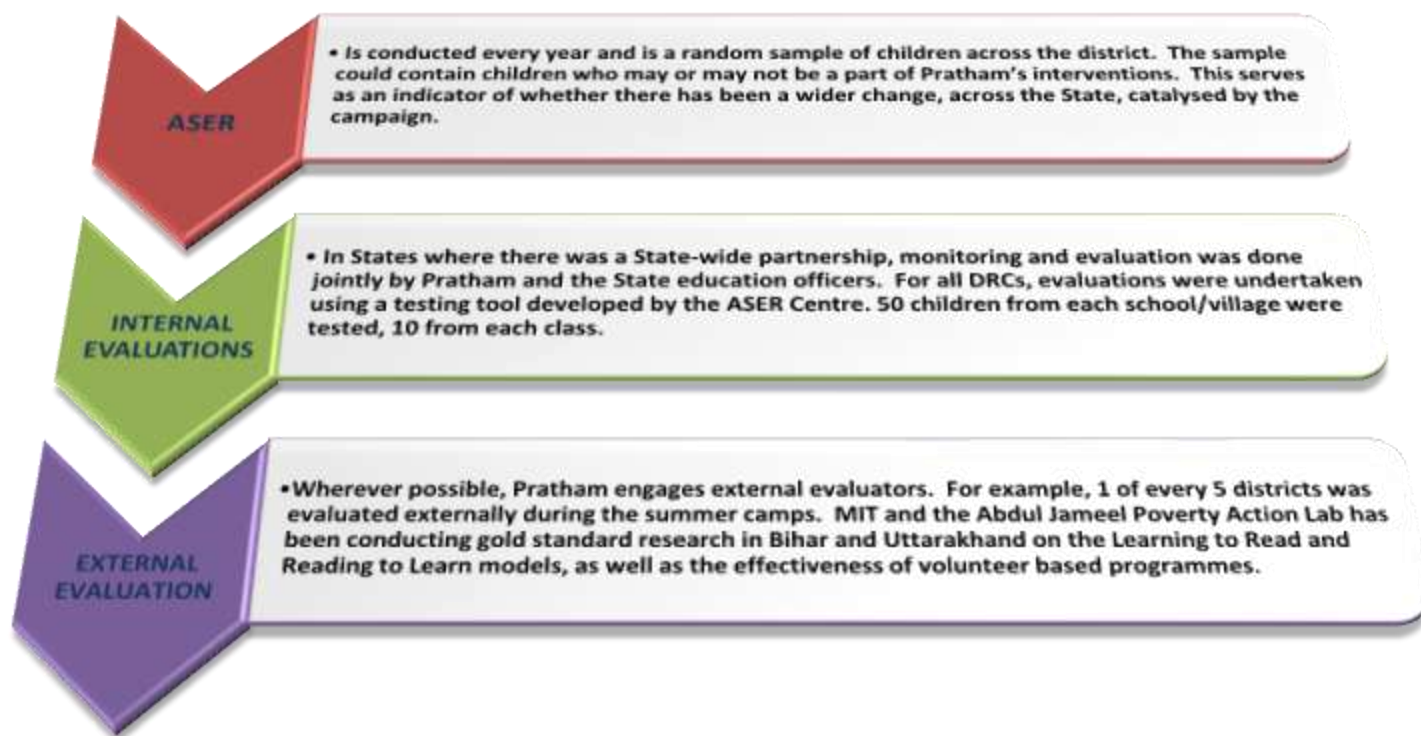 ASER
• Is conducted every year and is a random sample of children across the district. The sample
could contain children who may or may not be a part of Pratham's interventions. This serves
as an indicator of whether there has been a wider change, across the State, catalysed by the
campaign.
INTERNAL
EVALUATIONS
• In States where there was a State-wide partnership, monitoring and evaluation was done
jointly by Pratham and the State education officers. For all DRCs, evaluations were undertaken
using a testing tool developed by the ASER Centre. 50 children from each school/village were
tested, 10 from each class.
EXTERNAL
EVALUATION
•Wherever possible, Pratham engages external evaluators. For example, 1 of every 5 districts was
evaluated externally during the summer camps. MIT and the Abdul Jameel Poverty Action Lab has
been conducting gold standard research in Bihar and Uttarakhand on the Learning to Read and
Reading to Learn models, as well as the effectiveness of volunteer based programmes.